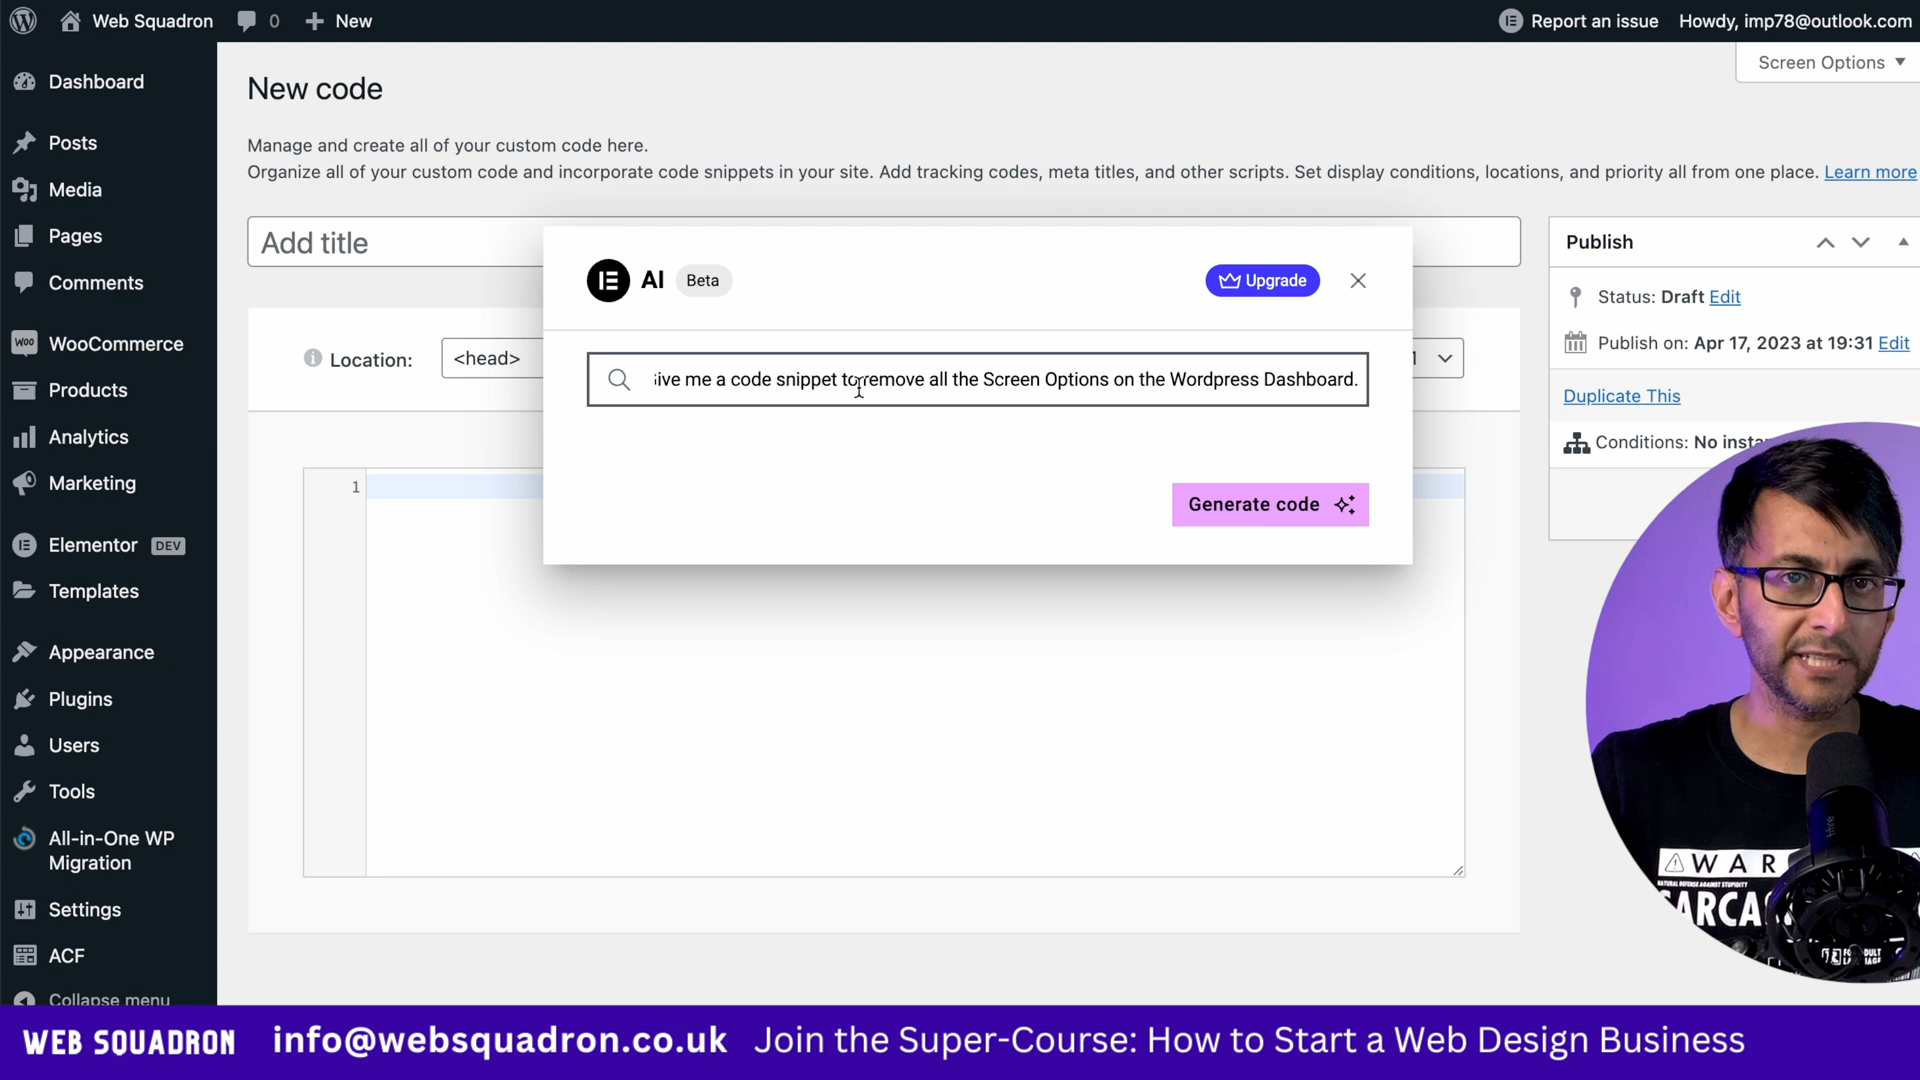 Web Squadron
0
New
Report an issue
Howdy, imp78@outlook.com
Screen Options
Dashboard
Posts
Media
Pages
Comments
WooCommerce
Products
Analytics
Marketing
Elementor DEV
Templates
Appearance
Plugins
Users
Tools
All-in-One WP
Migration
Settings
ACF
Collapse menu
New code
Manage and create all of your custom code here.
Organize all of your custom code and incorporate code snippets in your site. Add tracking codes, meta titles, and other scripts. Set display conditions, locations, and priority all from one place. Learn more
Add title
Location:
<head>
1
AI Beta
Upgrade
ive me a code snippet to remove all the Screen Options on the Wordpress Dashboard.
Generate code
1
Publish
Status: Draft Edit
Publish on: Apr 17, 2023 at 19:31 Edit
Duplicate This
Conditions: No insta
WAR
NATURAL DEFENSE AGAINST STUPIDITY
SARCA
WEB SQUADRON
info@websquadron.co.uk
Join the Super-Course: How to Start a Web Design Business